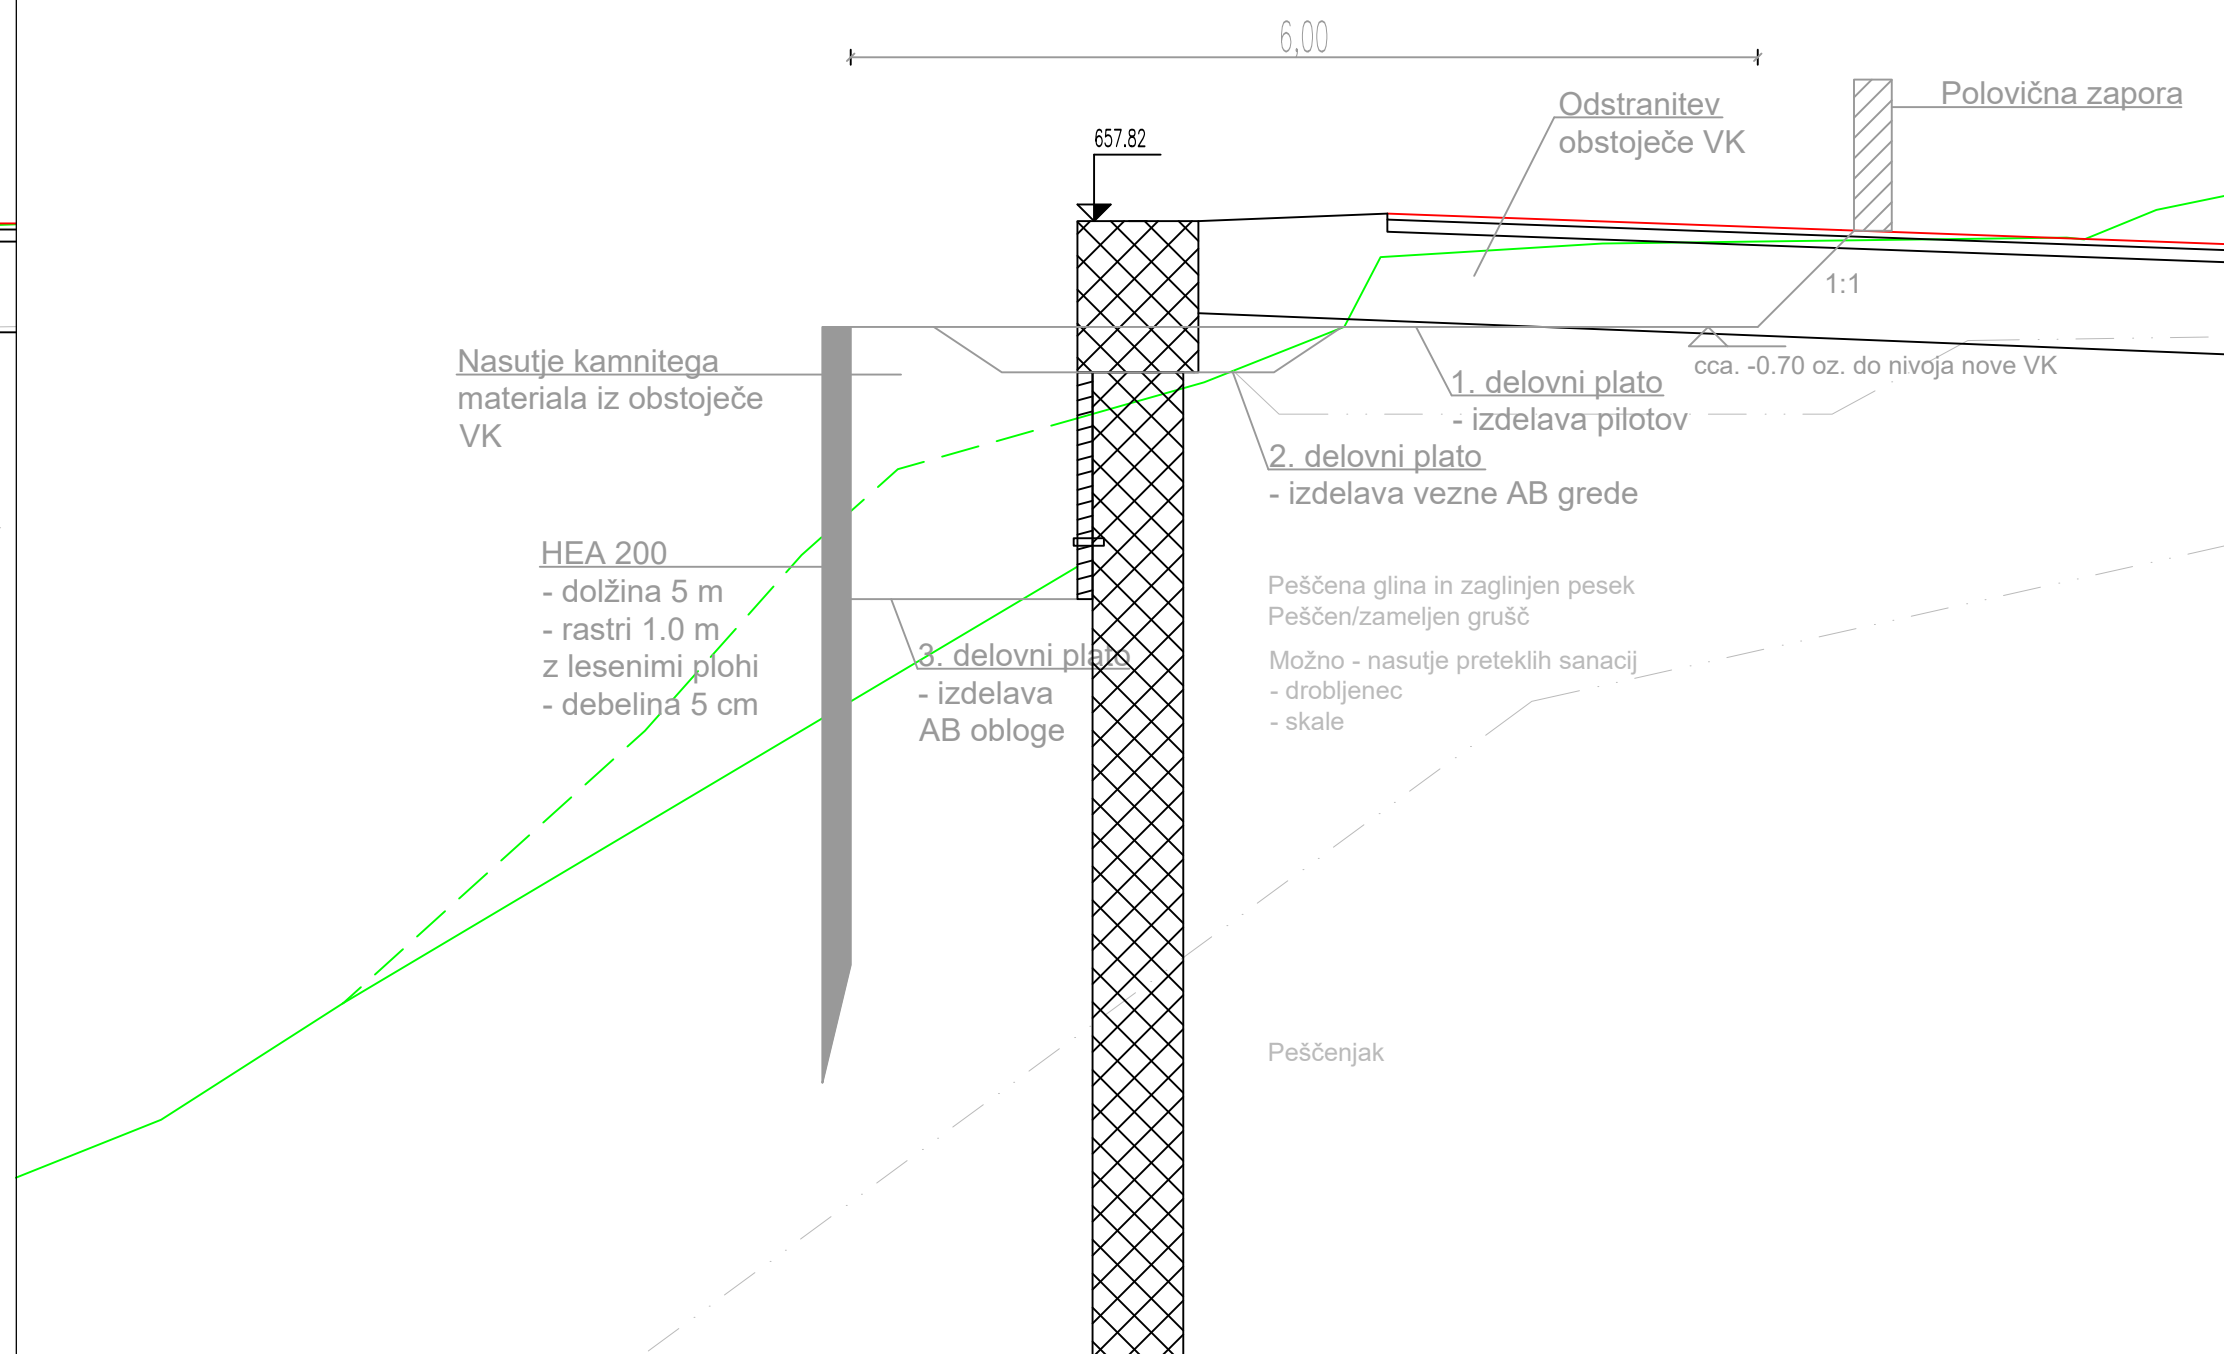 6,00
Odstranitev
obstoječe VK
Polovična zapora
657.82
1:1
cca. -0.70 oz. do nivoja nove VK
Nasutje kamnitega
materiala iz obstoječe
VK
1. delovni plato
- izdelava pilotov
2. delovni plato
- izdelava vezne AB grede
HEA 200
- dolžina 5 m
- rastri 1.0 m
z lesenimi plohi
- debelina 5 cm
3. delovni plato
- izdelava
AB obloge
Peščena glina in zaglinjen pesek
Peščen/zameljen grušč
Možno - nasutje preteklih sanacij
- drobljenec
- skale
Peščenjak